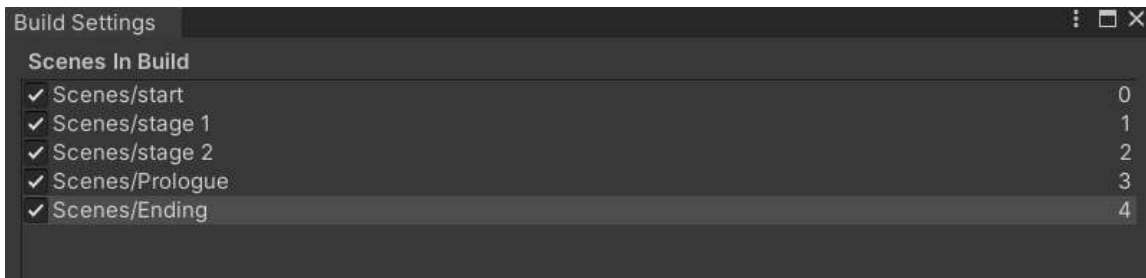 Build Settings
Scenes In Build
Scenes/start 0
Scenes/stage 1 1
Scenes/stage 2 2
Scenes/Prologue 3
Scenes/Ending 4